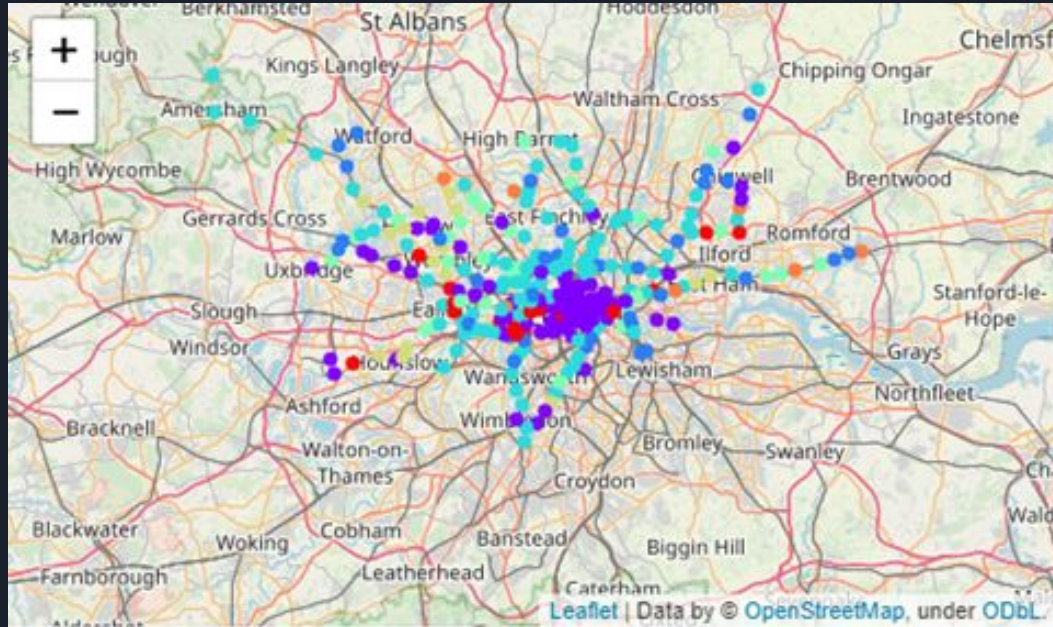 Berkhamsted
Hoddesdon
St Albans
+
Chelmsf
Kings Langley
Chipping Ongar
−
Waltham Cross
Ingatestone
Watford
High Barnet
High Wycombe
Brentwood
Gerrards Cross
East Finchley
Romford
Marlow
Ilford
Uxbridge
Stanford-le-
Hope
Slough
Windsor
Grays
Hounslow
Wandsworth
Lewisham
Northfleet
Ashford
Wimbledon
Bracknell
Bromley
Swanley
Walton-on-
Thames
Croydon
Blackwater
Cobham
Banstead
Woking
Biggin Hill
Leatherhead
Farnborough
Caterham
Leaflet | Data by © OpenStreetMap, under ODbL.